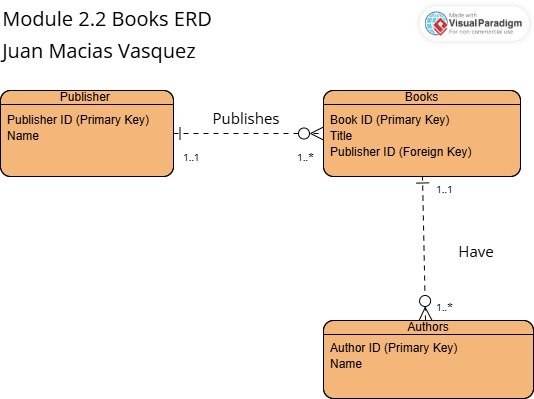 Module 2.2 Books ERD
Juan Macias Vasquez
Made with
Visual Paradigm
For non-commercial use
Publisher
Publisher ID (Primary Key)
Name
Publishes
1..1
1..*
Books
Book ID (Primary Key)
Title
Publisher ID (Foreign Key)
1..1
Have
1..*
Authors
Author ID (Primary Key)
Name